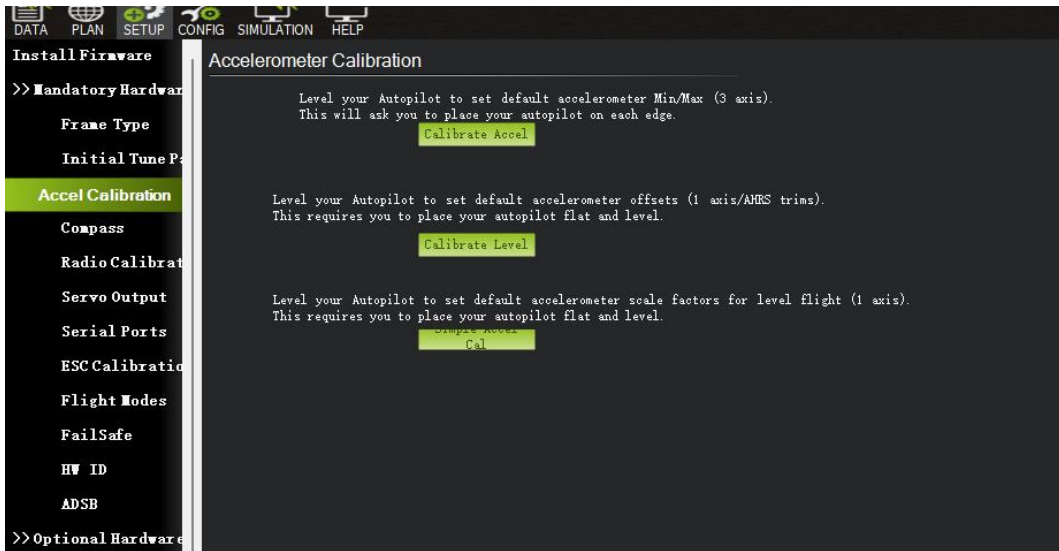 DATA PLAN SETUP CONFIG SIMULATION HELP
Install Firmware
>> Mandatory Hardwar
Frame Type
Initial Tune Pa
Accel Calibration
Compass
Radio Calibrat
Servo Output
Serial Ports
ESC Calibratio
Flight Modes
FailSafe
HW ID
ADSB
>> Optional Hardware
Accelerometer Calibration
Level your Autopilot to set default accelerometer Min/Max (3 axis).
This will ask you to place your autopilot on each edge.
Calibrate Accel
Level your Autopilot to set default accelerometer offsets (1 axis/AHRS trims).
This requires you to place your autopilot flat and level.
Calibrate Level
Level your Autopilot to set default accelerometer scale factors for level flight (1 axis).
This requires you to place your autopilot flat and level.
Simple Accel
Cal